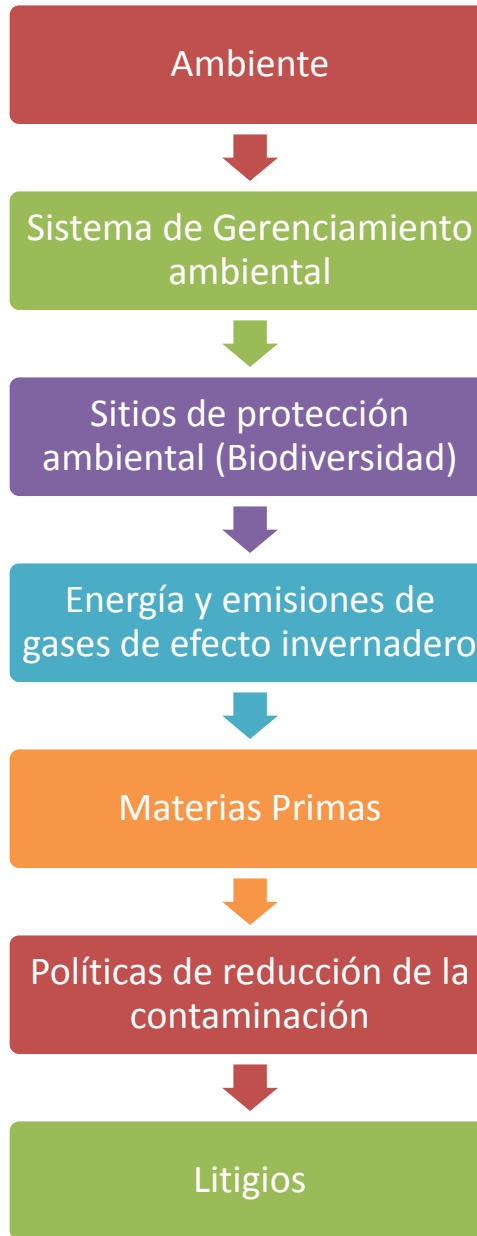 Ambiente
Sistema de Gerenciamiento
ambiental
Sitios de protección
ambiental (Biodiversidad)
Energía y emisiones de
gases de efecto invernadero
Materias Primas
Políticas de reducción de la
contaminación
Litigios